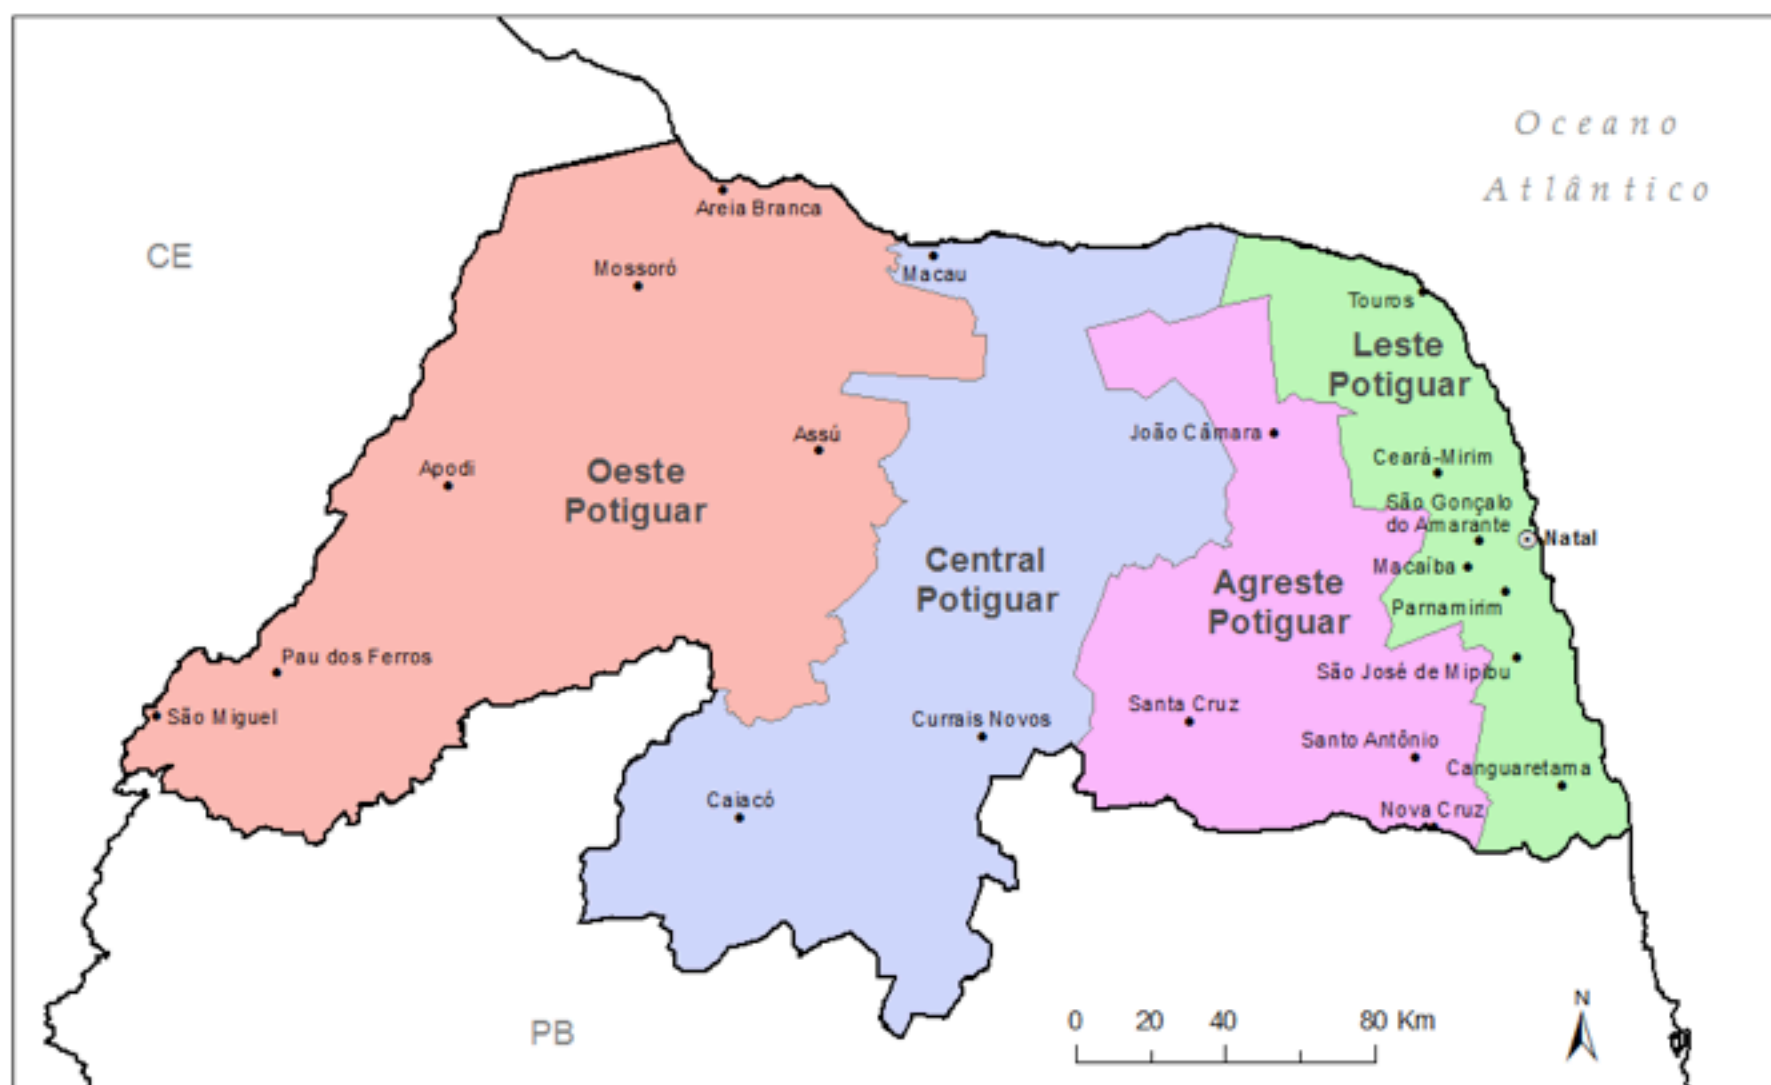 Oceano
Atlântico
CE
Areia Branca
Mossoró
Macau
Touros
Leste
Potiguar
Assú
João Câmara
Apodi
Oeste
Potiguar
Ceará-Mirim
São Gonçalo
do Amarante
Natal
Central
Potiguar
Macaíba
Agreste
Potiguar
Parnamirim
Pau dos Ferros
São José de Mipibu
São Miguel
Currais Novos
Santa Cruz
Santo Antônio
Canguaretama
Caiacó
Nova Cruz
N
0 20 40 80 Km
PB